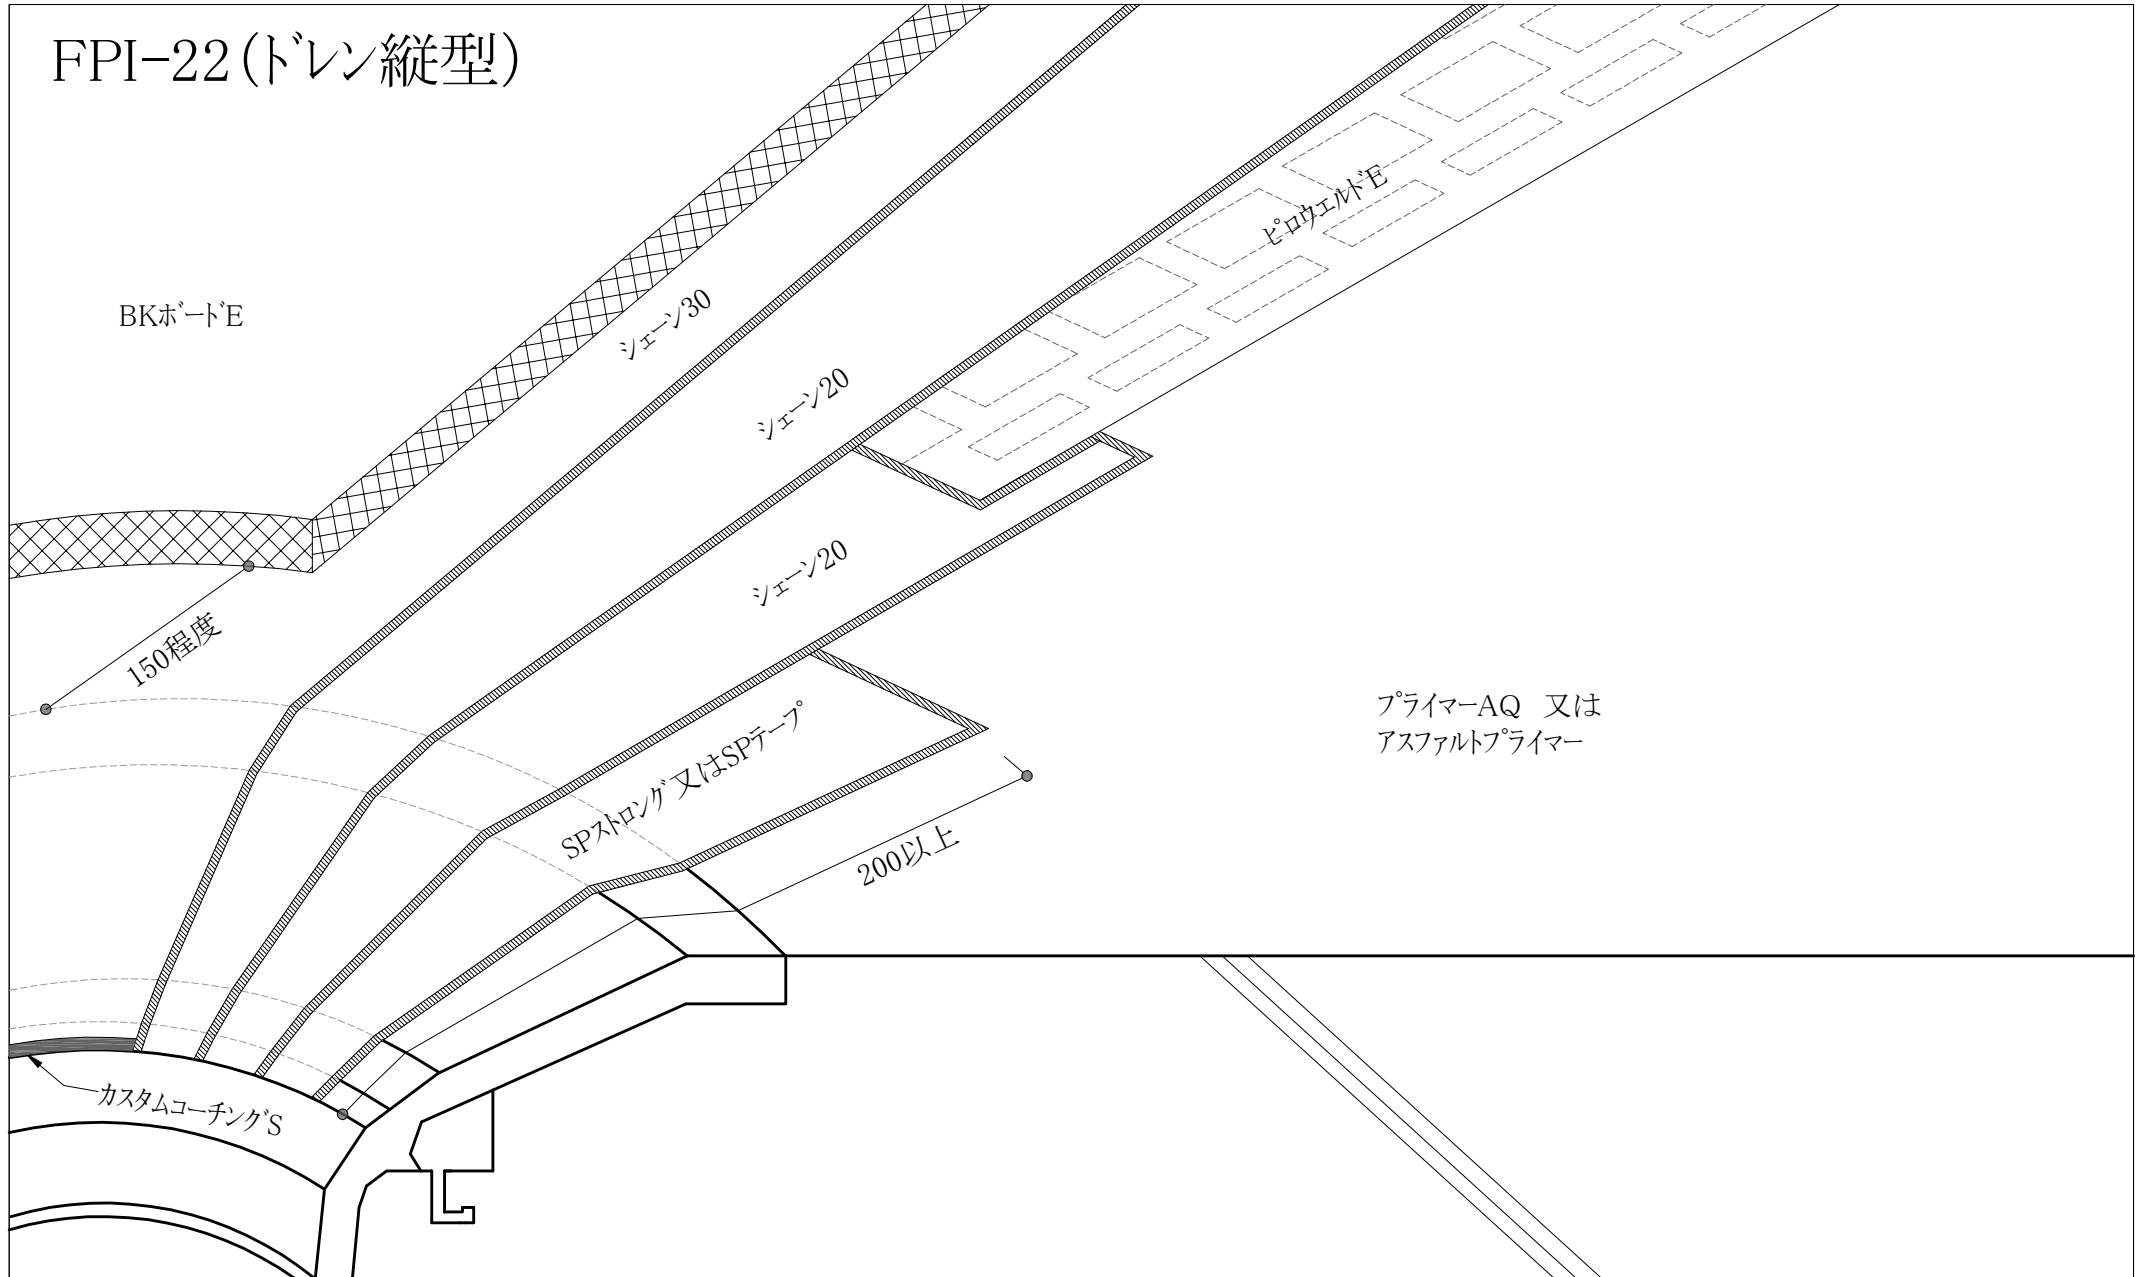 FPI-22(ﾄﾞﾚﾝ縦型)
ﾋﾟﾛｳｪﾙﾄﾞE
BKﾎﾞｰﾄﾞE
ｼｪｰﾝ30
ｼｪｰﾝ20
ｼｪｰﾝ20
150程度
プライマーAQ　又は
アスファルトプライマー
SPｽﾄﾛﾝｸﾞ又はSPﾃｰﾌﾟ
200以上
ｶｽﾀﾑｺｰﾁﾝｸﾞS